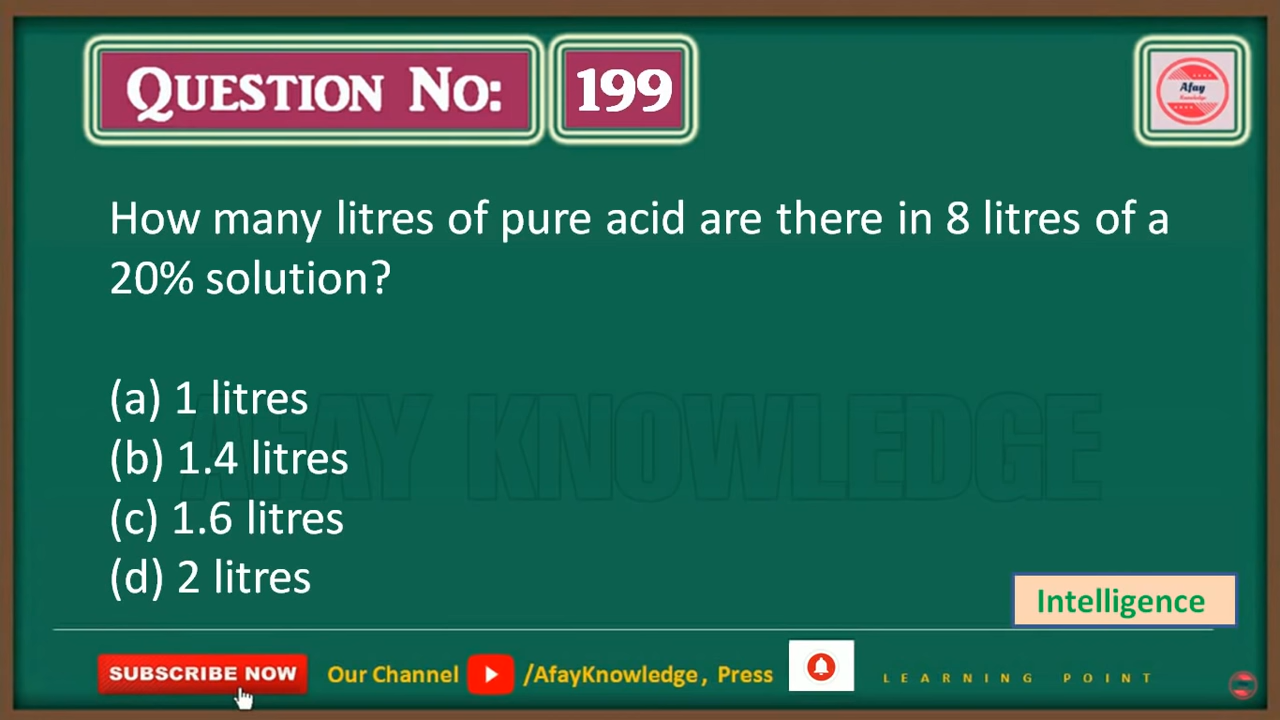 QUESTION NO: 199
Afay
Knowledge
How many litres of pure acid are there in 8 litres of a
20% solution?
(a) 1 litres
(b) 1.4 litres
(c) 1.6 litres
(d) 2 litres
AFAY KNOWLEDGE
Intelligence
SUBSCRIBE NOW Our Channel /AfayKnowledge, Press LEARNING POINT